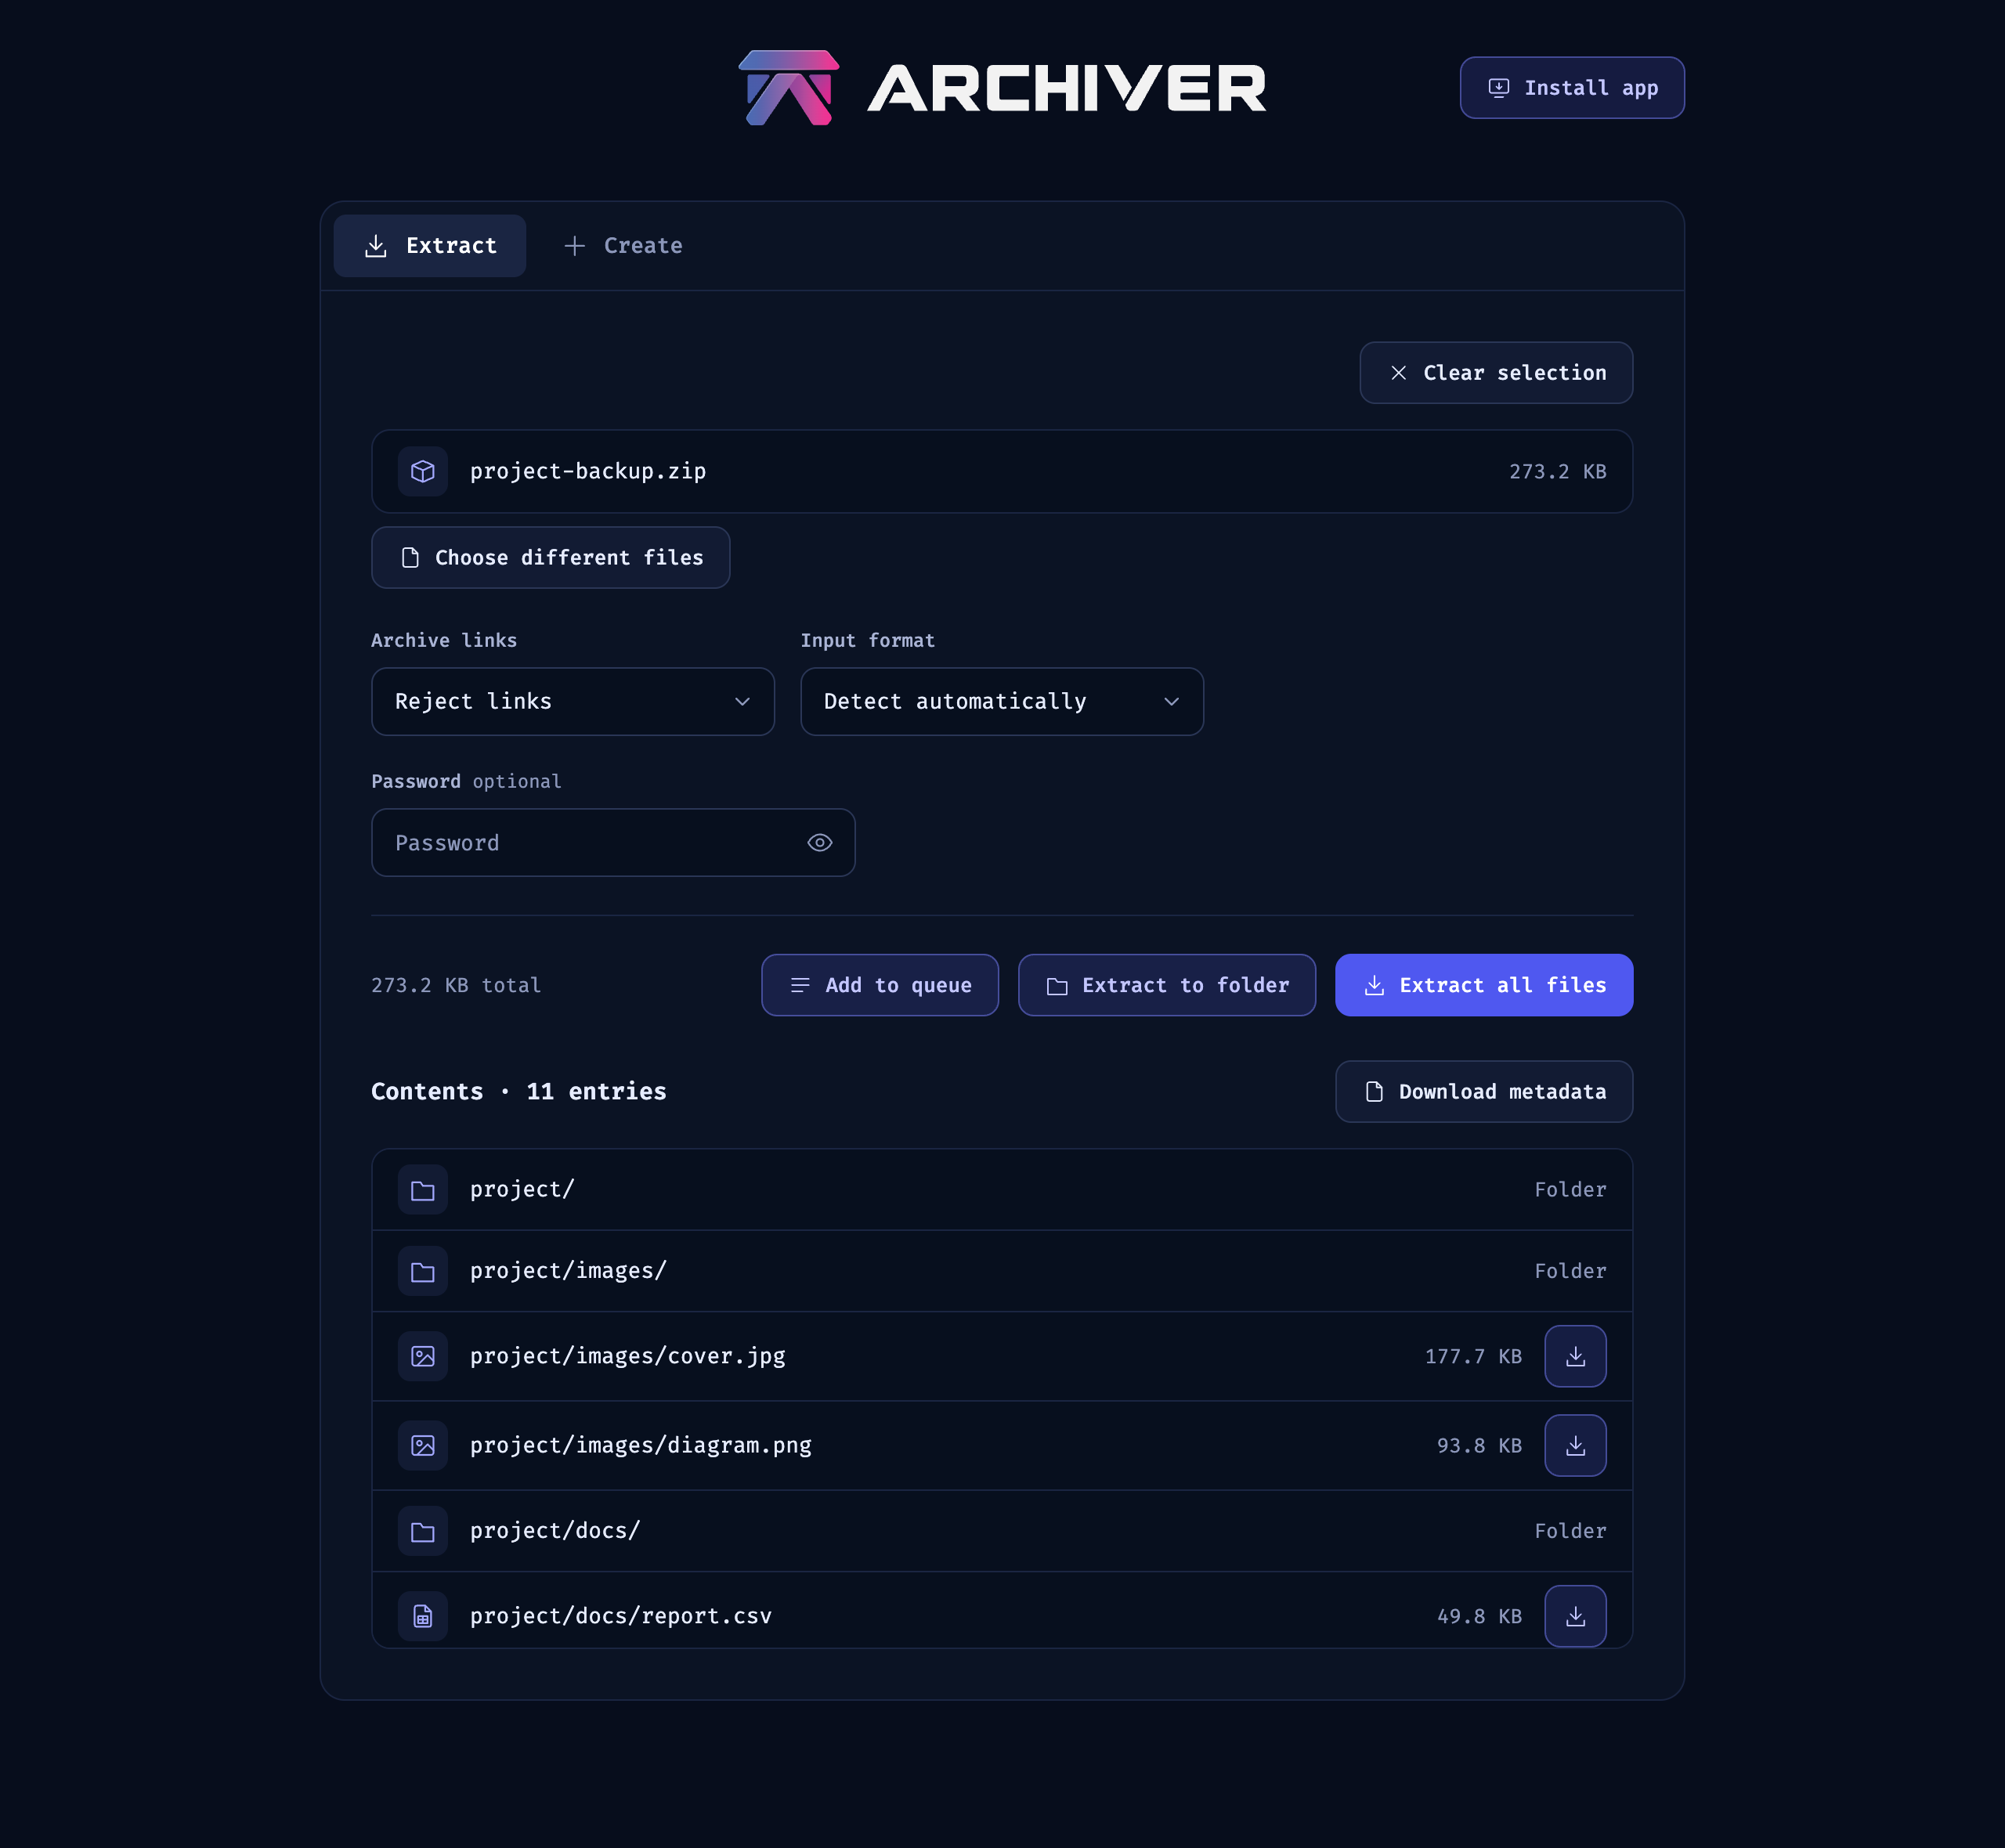 ARCHIVER
Install app
Extract
Create
Clear selection
project-backup.zip 273.2 KB
Choose different files
Archive links Input format
Reject links Detect automatically
Password optional
Password
273.2 KB total Add to queue Extract to folder Extract all files
Contents · 11 entries Download metadata
project/ Folder
project/images/ Folder
project/images/cover.jpg 177.7 KB
project/images/diagram.png 93.8 KB
project/docs/ Folder
project/docs/report.csv 49.8 KB